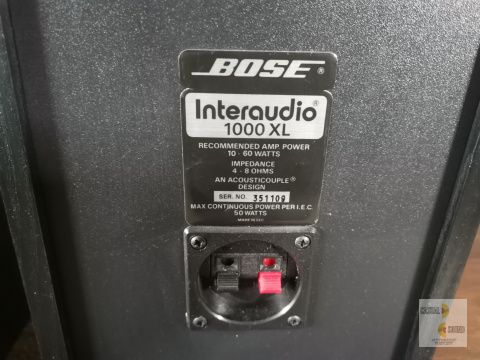 BOSE®
Interaudio®
1000 XL
RECOMMENDED AMP. POWER
10 - 60 WATTS
IMPEDANCE
4 - 8 OHMS
AN ACOUSTICOUPLE®
DESIGN
SER. NO. 351109
MAX CONTINUOUS POWER PER I.E.C.
50 WATTS